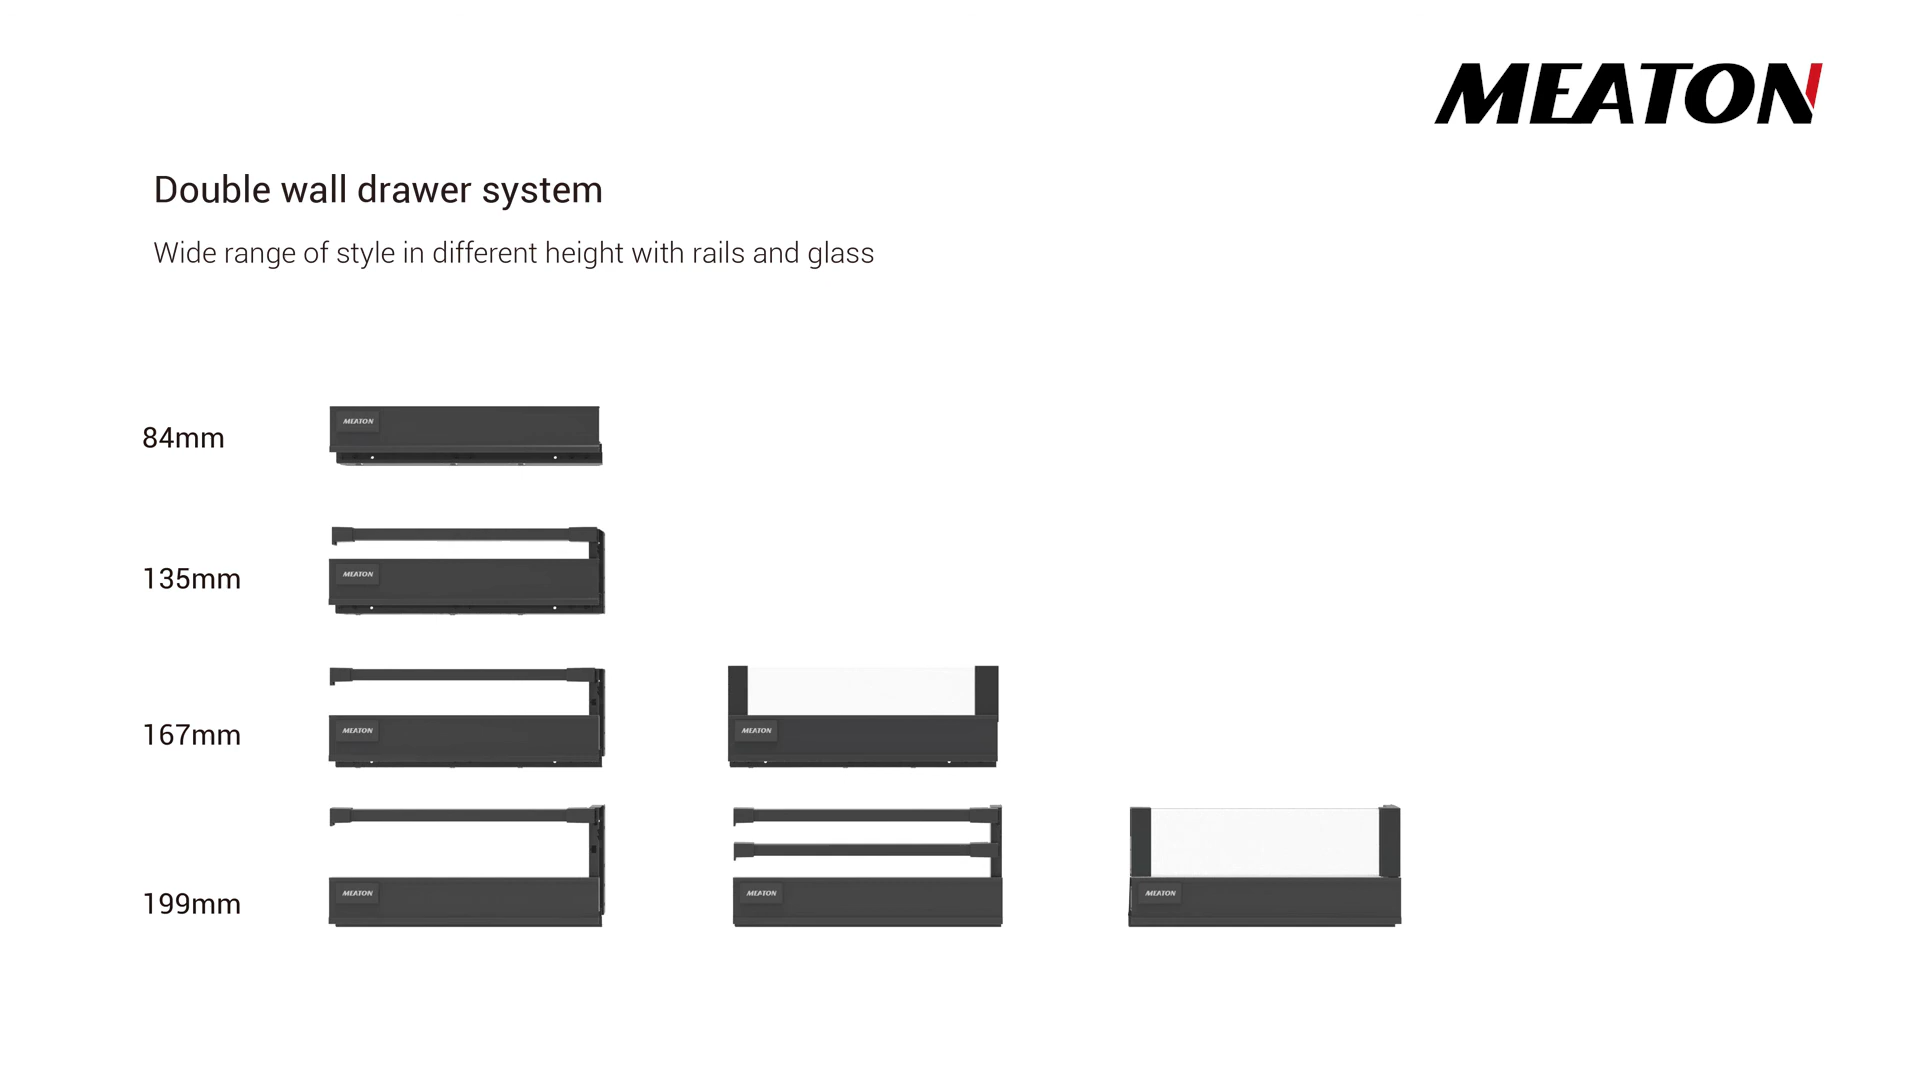 MEATON
Double wall drawer system
Wide range of style in different height with rails and glass
84mm
MEATON
135mm
MEATON
167mm
MEATON
MEATON
199mm
MEATON
MEATON
MEATON